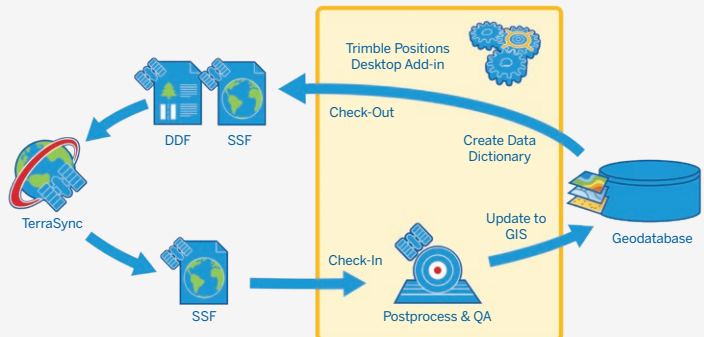 Trimble Positions
Desktop Add-in
Check-Out
DDF
SSF
Create Data
Dictionary
TerraSync
Update to
GIS
Geodatabase
Check-In
SSF
Postprocess & QA